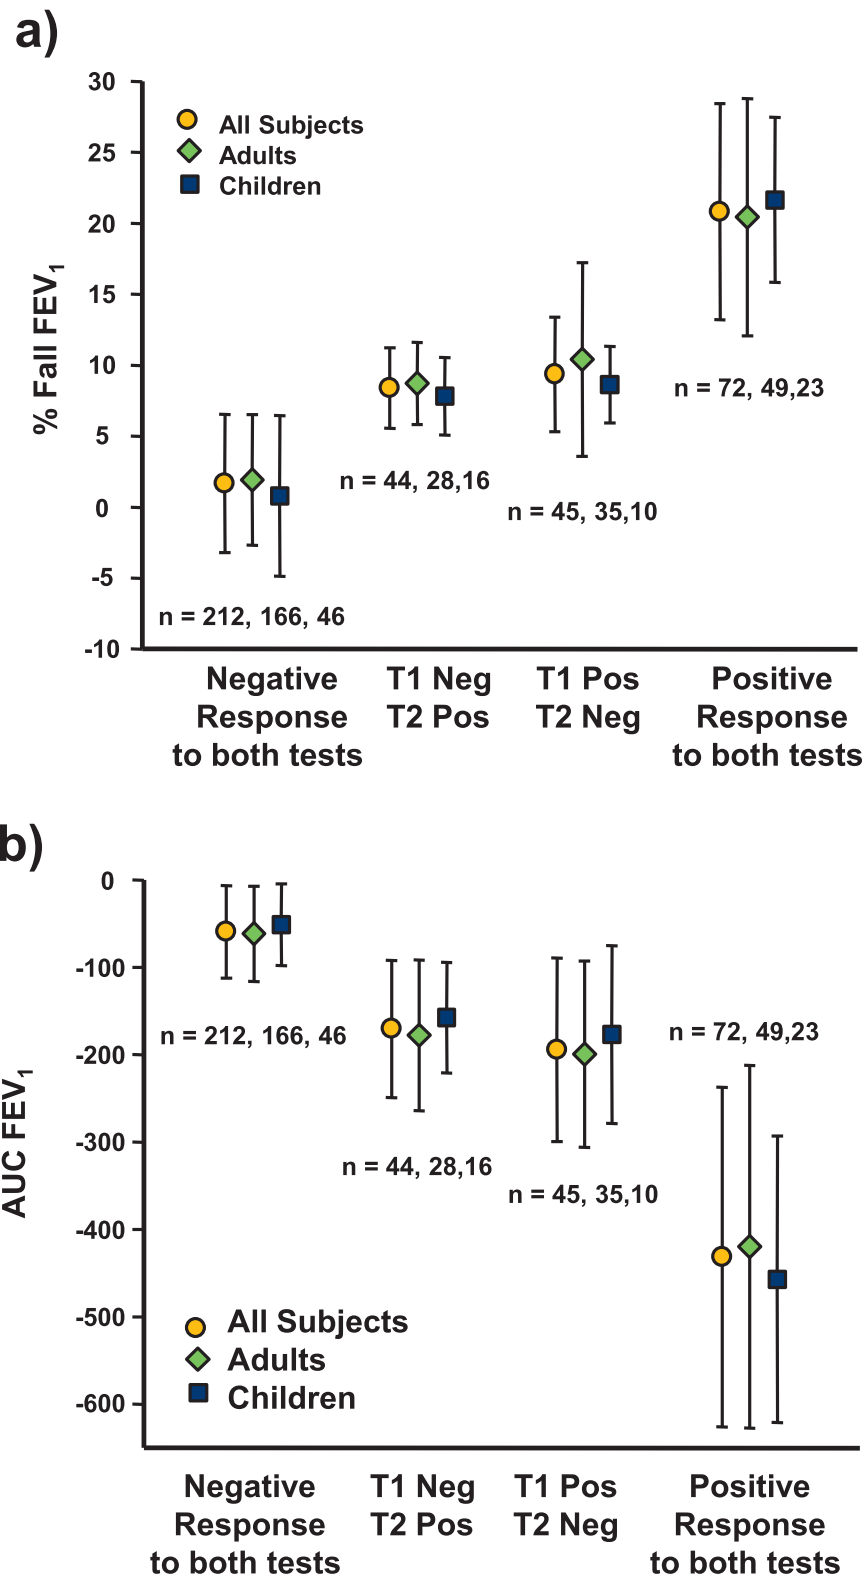 a)
30
25
20
15
10
5
0
-5
-10
% Fall FEV1
All Subjects
Adults
Children
n = 212, 166, 46
n = 44, 28,16
n = 45, 35,10
n = 72, 49,23
Negative
Response
to both tests
T1 Neg
T2 Pos
T1 Pos
T2 Neg
Positive
Response
to both tests
b)
0
-100
-200
-300
-400
-500
-600
AUC FEV1
n = 212, 166, 46
n = 44, 28,16
n = 45, 35,10
n = 72, 49,23
All Subjects
Adults
Children
Negative
Response
to both tests
T1 Neg
T2 Pos
T1 Pos
T2 Neg
Positive
Response
to both tests